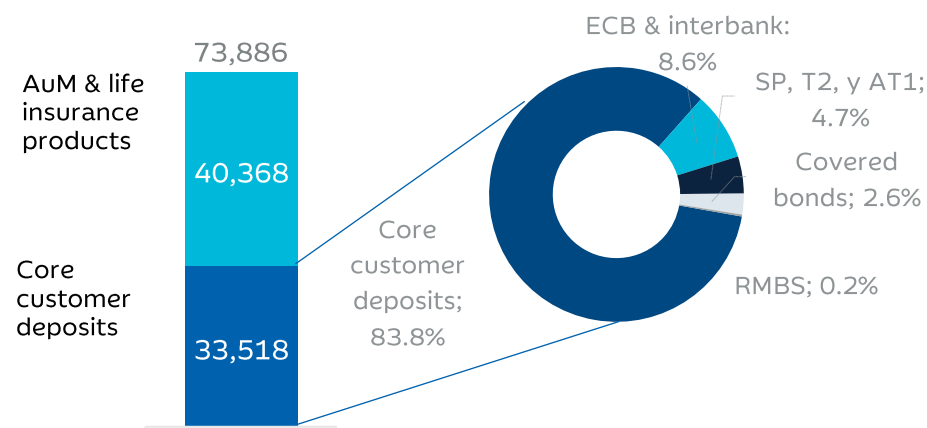 73,886
AuM & life
insurance
products
40,368
Core
customer
deposits
33,518
Core
customer
deposits;
83.8%
ECB & interbank:
8.6%
SP, T2, y AT1;
4.7%
Covered
bonds; 2.6%
RMBS; 0.2%